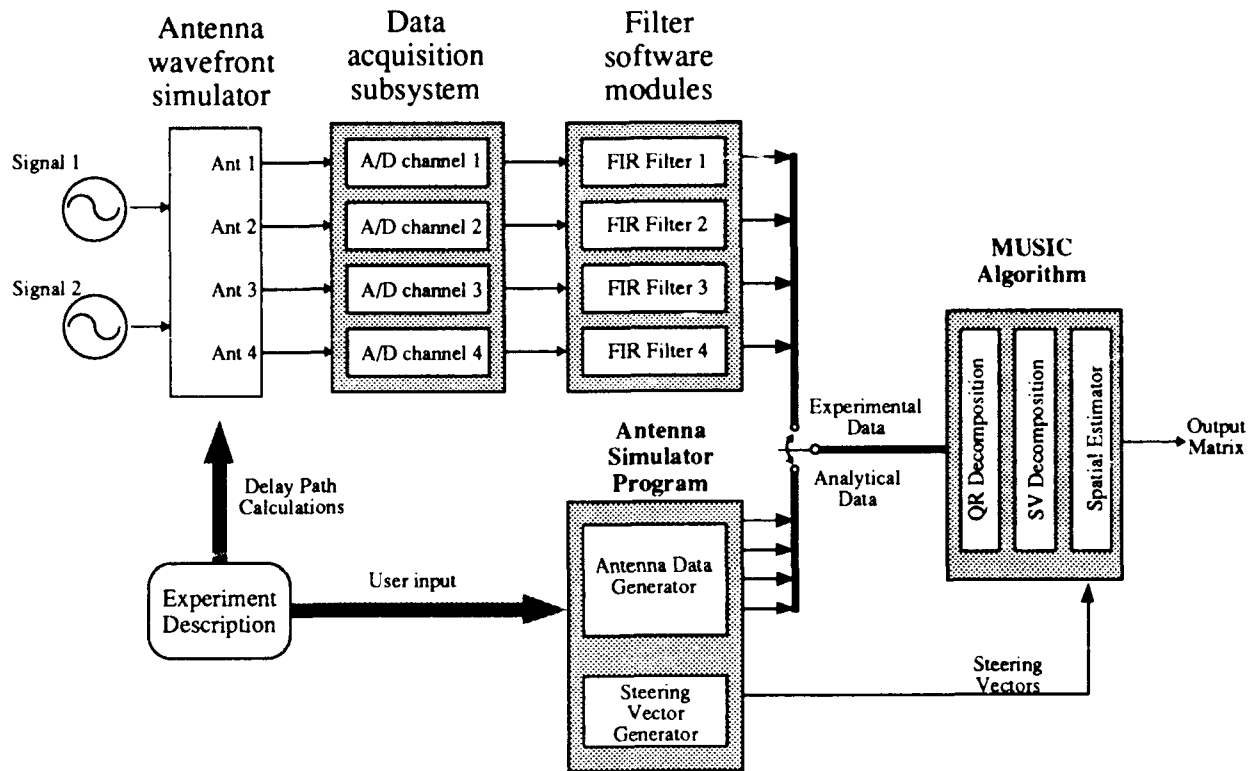 Antenna
wavefront
simulator
Data
acquisition
subsystem
Filter
software
modules
Signal 1
Signal 2
Ant 1
Ant 2
Ant 3
Ant 4
A/D channel 1
A/D channel 2
A/D channel 3
A/D channel 4
FIR Filter 1
FIR Filter 2
FIR Filter 3
FIR Filter 4
MUSIC
Algorithm
QR Decomposition
SV Decomposition
Spatial Estimator
Output
Matrix
Experimental
Data
Analytical
Data
Antenna
Simulator
Program
Delay Path
Calculations
Experiment
Description
User input
Antenna Data
Generator
Steering
Vector
Generator
Steering
Vectors